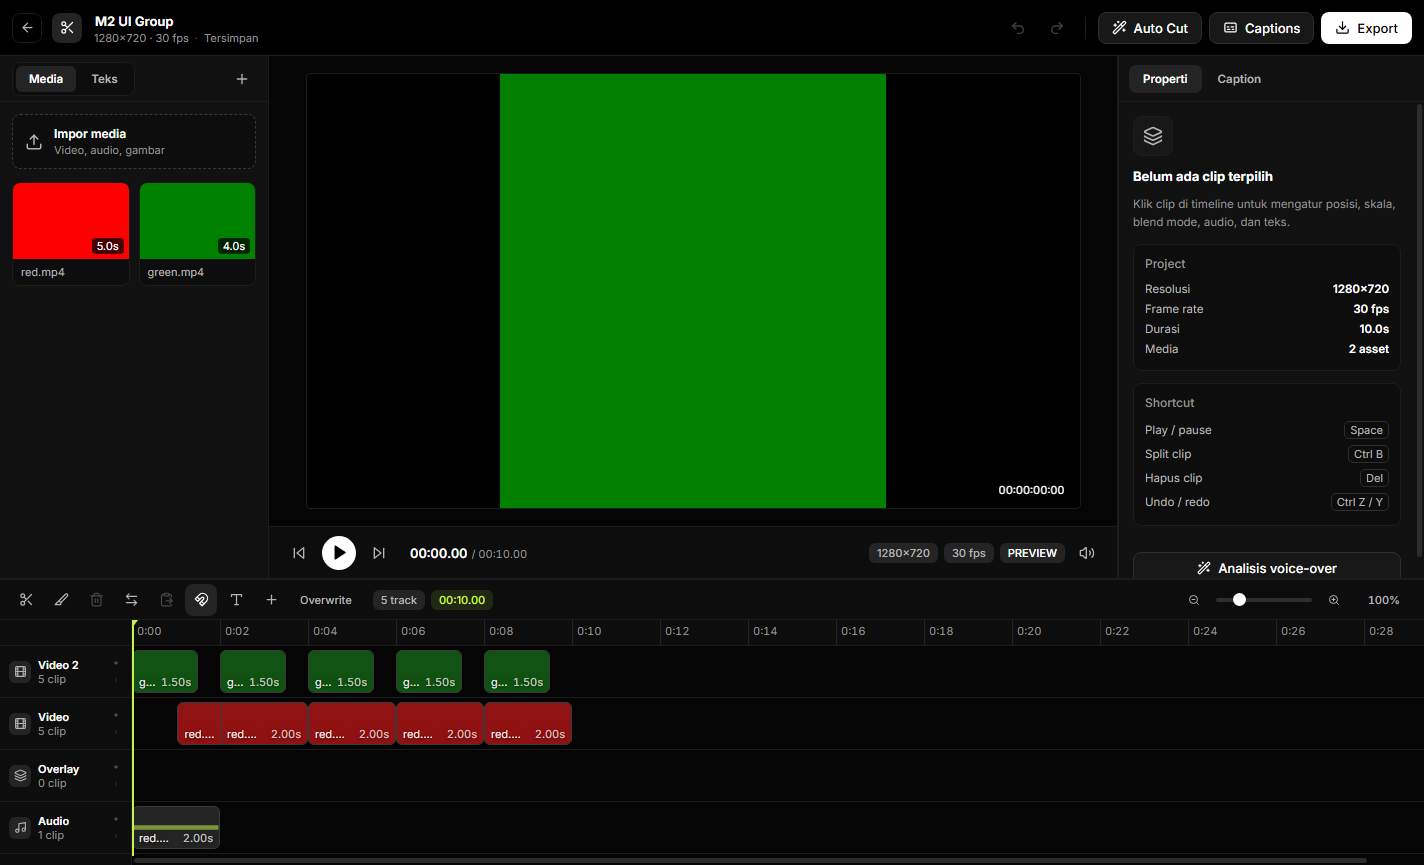 M2 UI Group
1280×720 · 30 fps · Tersimpan
Auto Cut
Captions
Export
Media
Teks
Impor media
Video, audio, gambar
5.0s
4.0s
red.mp4
green.mp4
00:00:00:00
00:00.00 / 00:10.00
1280×720
30 fps
PREVIEW
Properti
Caption
Belum ada clip terpilih
Klik clip di timeline untuk mengatur posisi, skala,
blend mode, audio, dan teks.
Project
Resolusi 1280×720
Frame rate 30 fps
Durasi 10.0s
Media 2 asset
Shortcut
Play / pause Space
Split clip Ctrl B
Hapus clip Del
Undo / redo Ctrl Z / Y
Analisis voice-over
Overwrite
5 track
00:10.00
100%
0:00 0:02 0:04 0:06 0:08 0:10 0:12 0:14 0:16 0:18 0:20 0:22 0:24 0:26 0:28
Video 2
5 clip
g... 1.50s g... 1.50s g... 1.50s g... 1.50s g... 1.50s
Video
5 clip
red.... red.... 2.00s red.... 2.00s red.... 2.00s red.... 2.00s
Overlay
0 clip
Audio
1 clip
red.... 2.00s